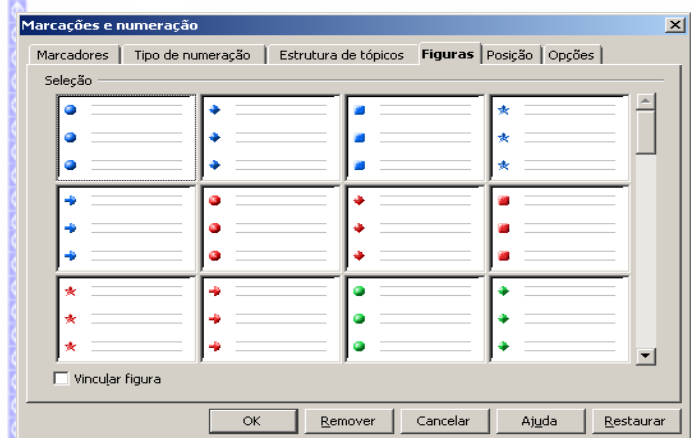 Marcações e numeração
Marcadores Tipo de numeração Estrutura de tópicos Figuras Posição Opções
Seleção
Vincular figura
OK Remover Cancelar Ajuda Restaurar